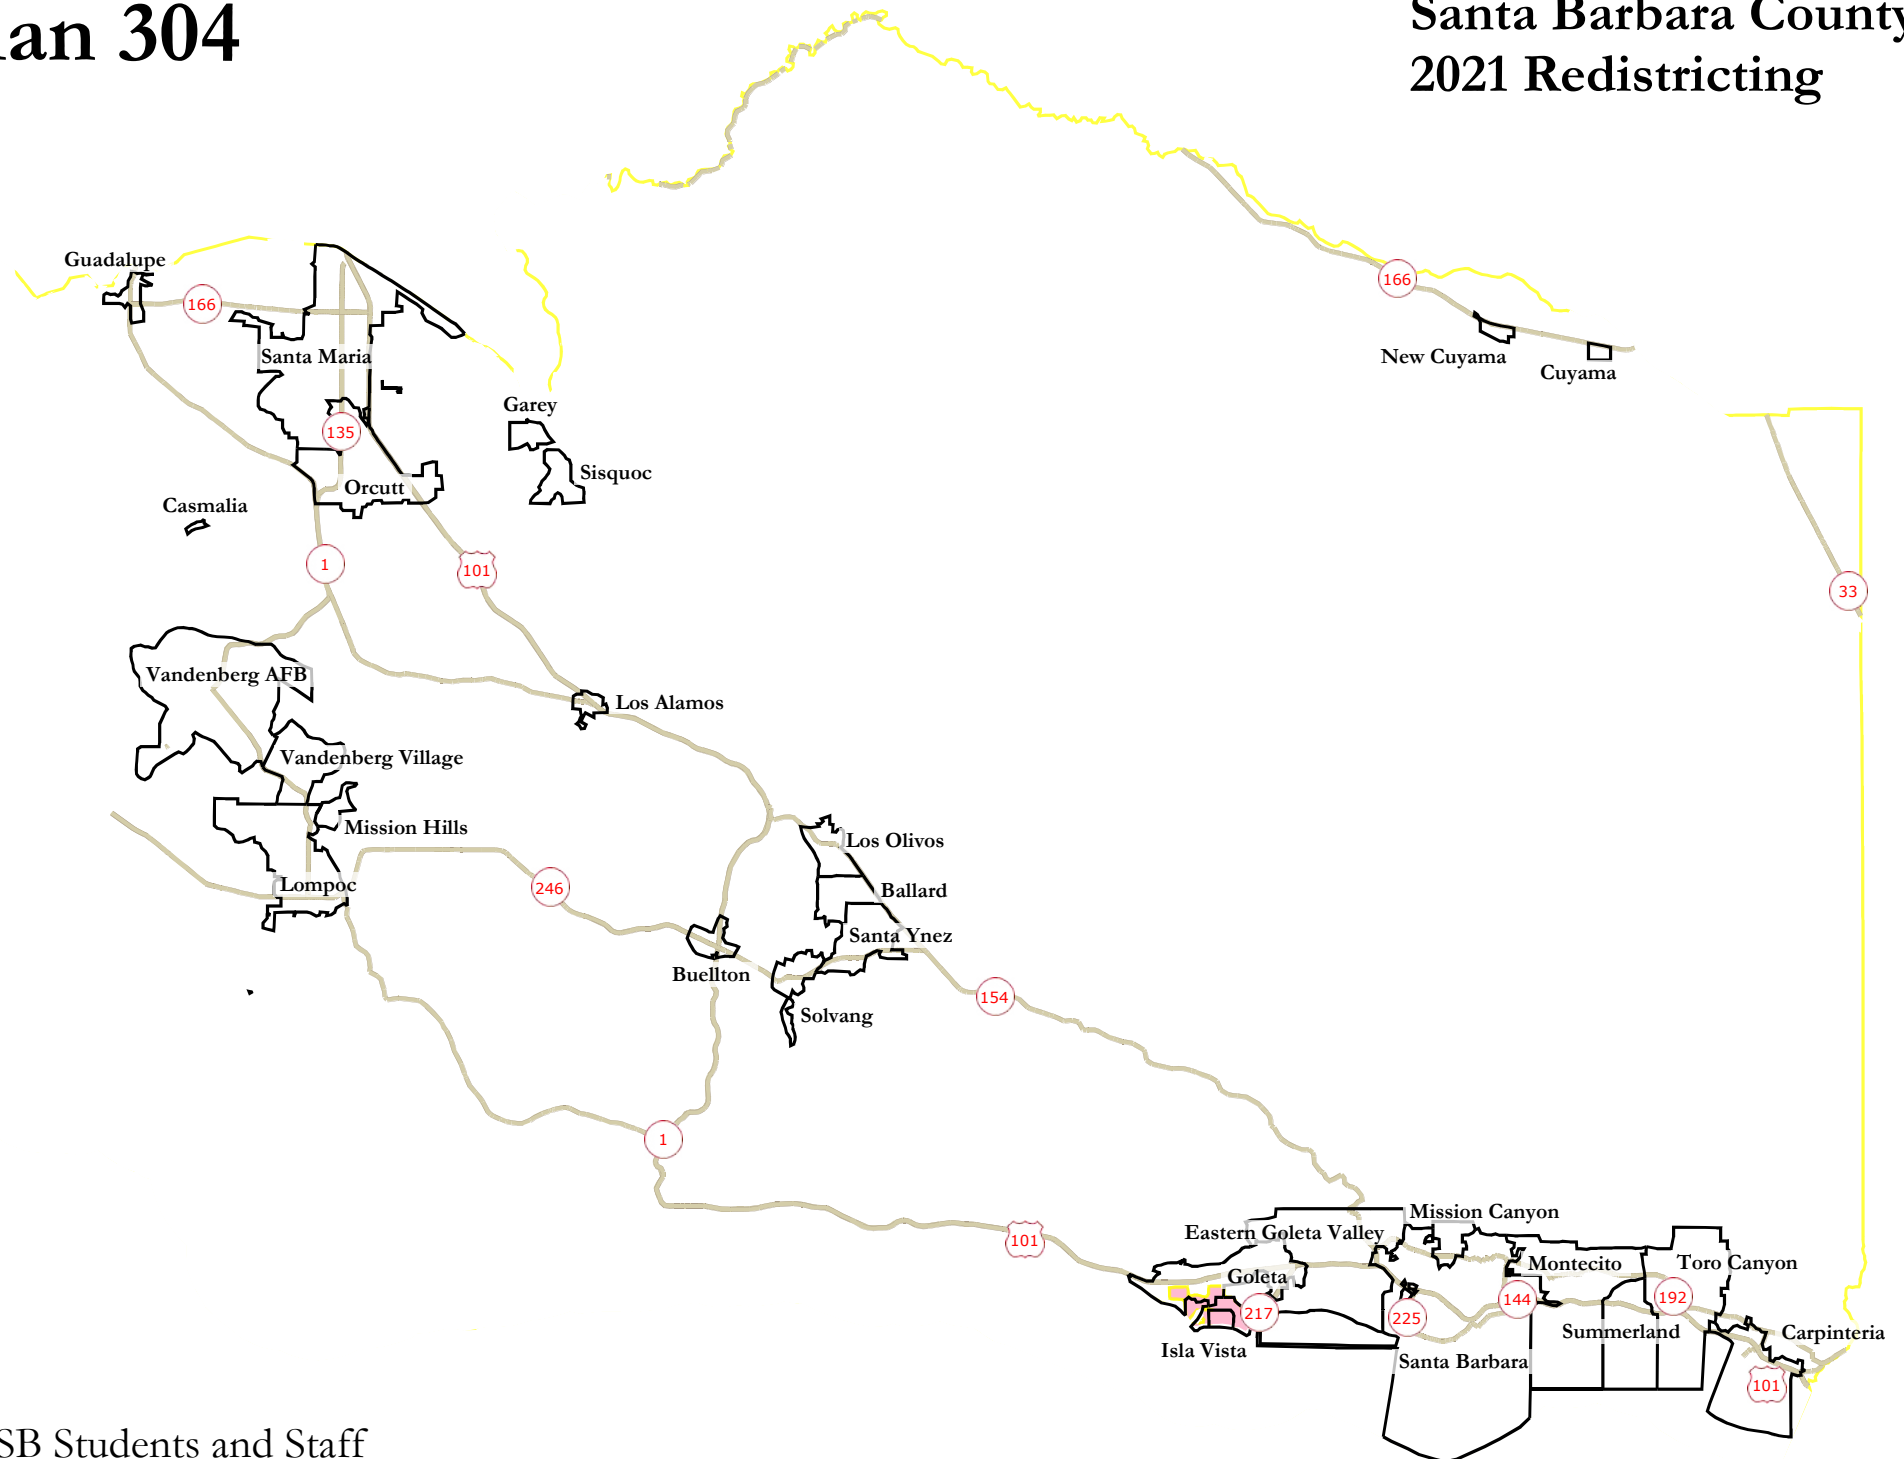 lan 304
Santa Barbara County
2021 Redistricting
Guadalupe
166
166
Santa Maria
New Cuyama
Cuyama
Garey
135
Sisquoc
Orcutt
Casmalia
1
101
33
Vandenberg AFB
Los Alamos
Vandenberg Village
Mission Hills
Los Olivos
Lompoc
246
Ballard
Santa Ynez
Buellton
154
Solvang
1
Mission Canyon
Eastern Goleta Valley
101
Goleta
Montecito
Toro Canyon
217
225
144
192
Summerland
Carpinteria
Isla Vista
Santa Barbara
101
SB Students and Staff